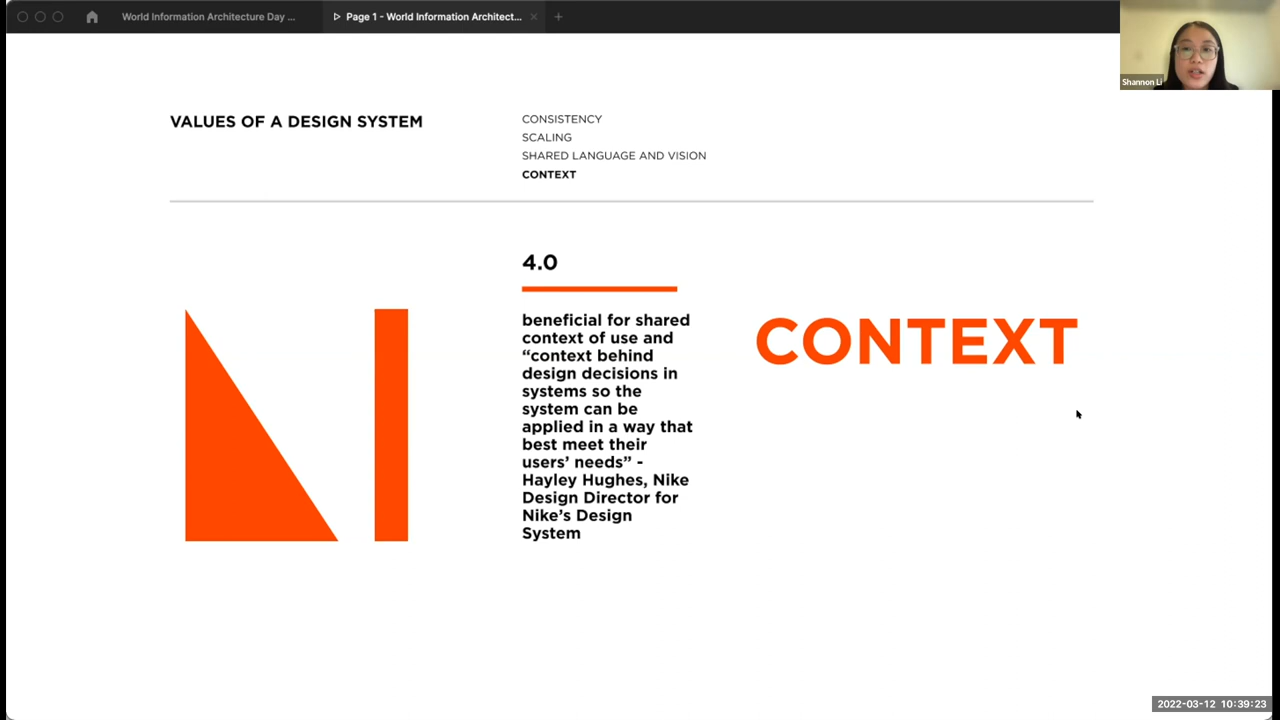 World Information Architecture Day ...
Page 1 - World Information Architect...
Shannon Li
VALUES OF A DESIGN SYSTEM
CONSISTENCY
SCALING
SHARED LANGUAGE AND VISION
CONTEXT
4.0
beneficial for shared
context of use and
“context behind
design decisions in
systems so the
system can be
applied in a way that
best meet their
users’ needs” -
Hayley Hughes, Nike
Design Director for
Nike’s Design
System
CONTEXT
2022-03-12 10:39:23